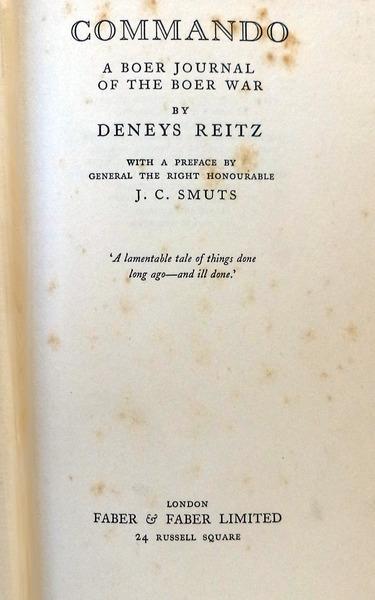 COMMANDO
A BOER JOURNAL
OF THE BOER WAR
BY
DENEYS REITZ
WITH A PREFACE BY
GENERAL THE RIGHT HONOURABLE
J. C. SMUTS
‘A lamentable tale of things done
long ago—and ill done.’
LONDON
FABER & FABER LIMITED
24 RUSSELL SQUARE